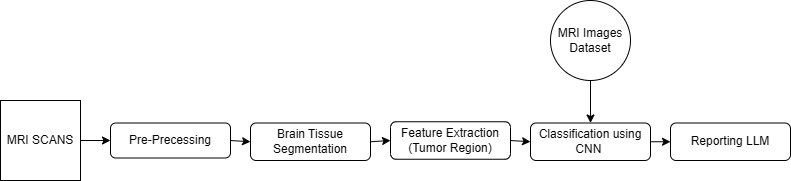 MRI Images
Dataset
MRI SCANS
Pre-Precessing
Brain Tissue
Segmentation
Feature Extraction
(Tumor Region)
Classification using
CNN
Reporting LLM